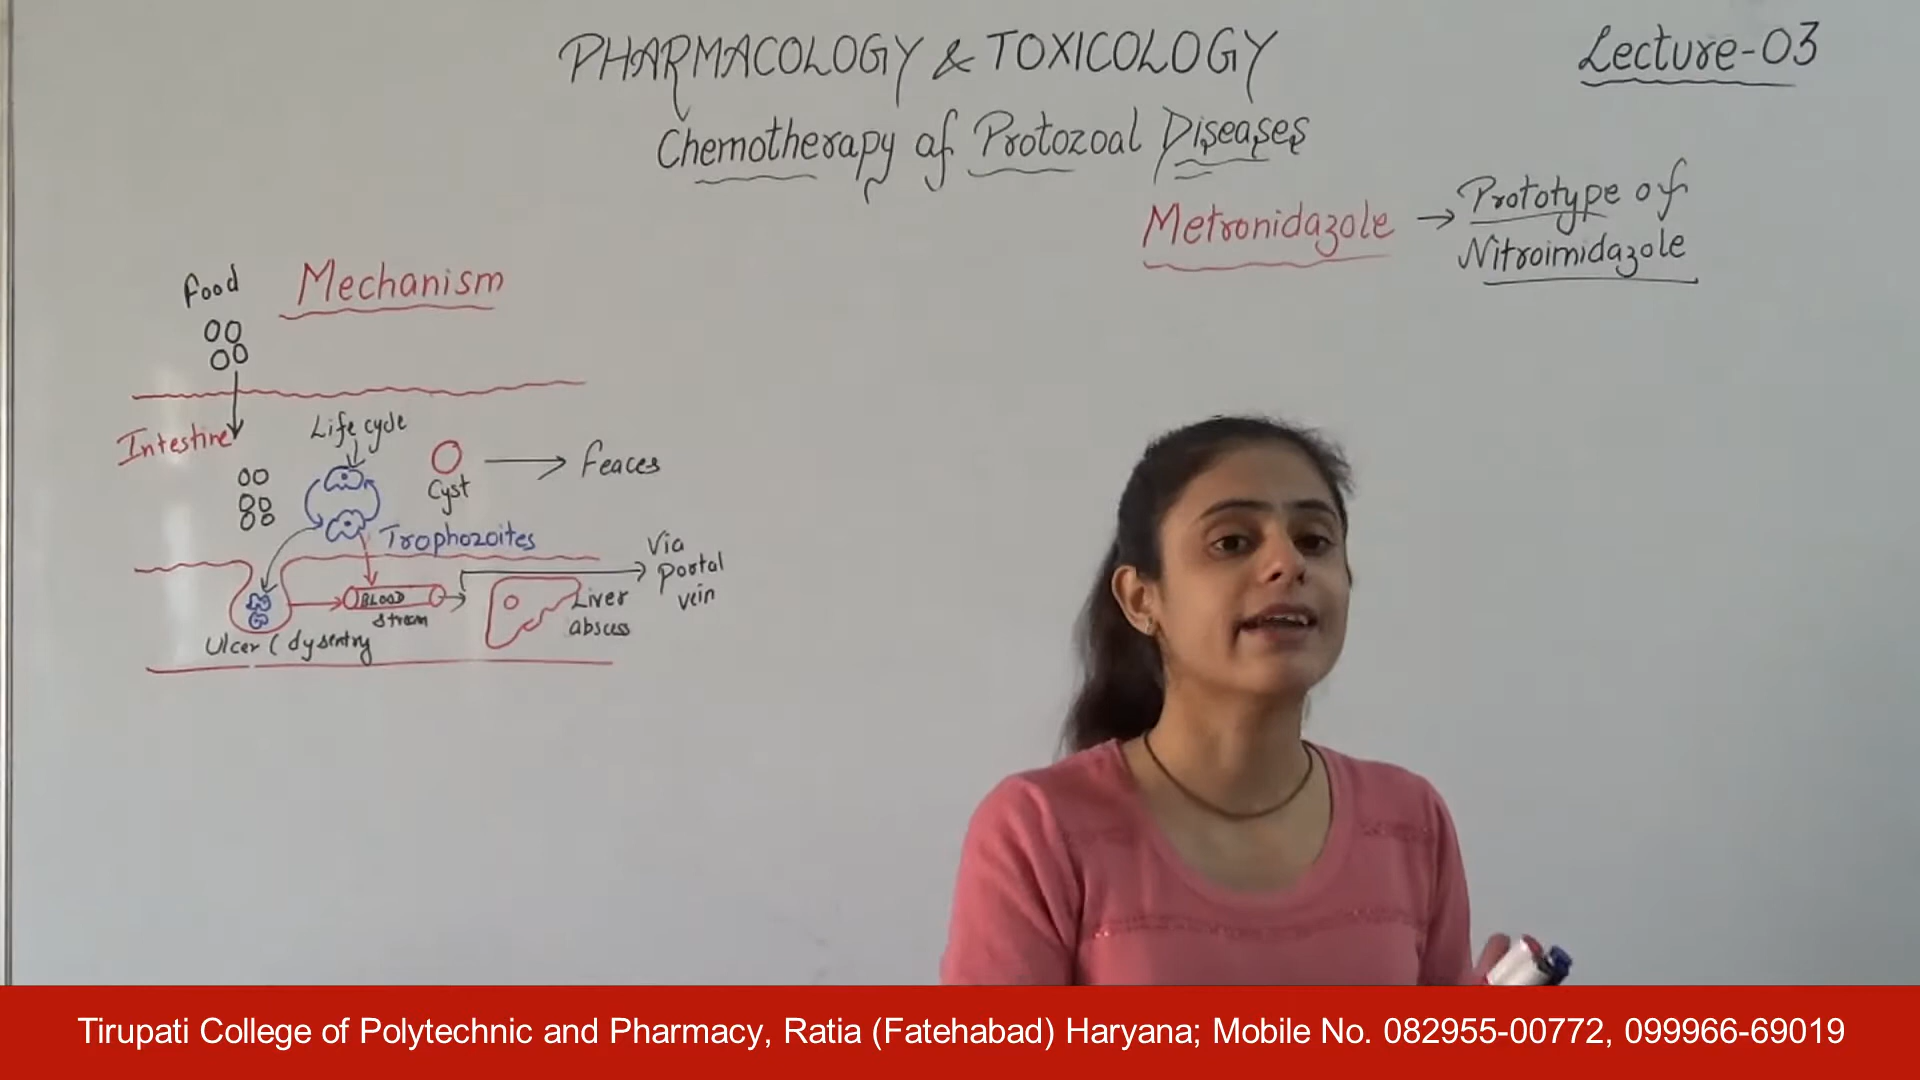 PHARMACOLOGY & TOXICOLOGY
Lecture-03
Chemotherapy of Protozoal Diseases
Metronidazole → Prototype of
Nitroimidazole
food
Mechanism
Intestine
Life cycle
Cyst
→ feaces
Trophozoites
Via
portal
vein
BLOOD
stream
Liver
abscess
Ulcer ( dysentry
Tirupati College of Polytechnic and Pharmacy, Ratia (Fatehabad) Haryana; Mobile No. 082955-00772, 099966-69019